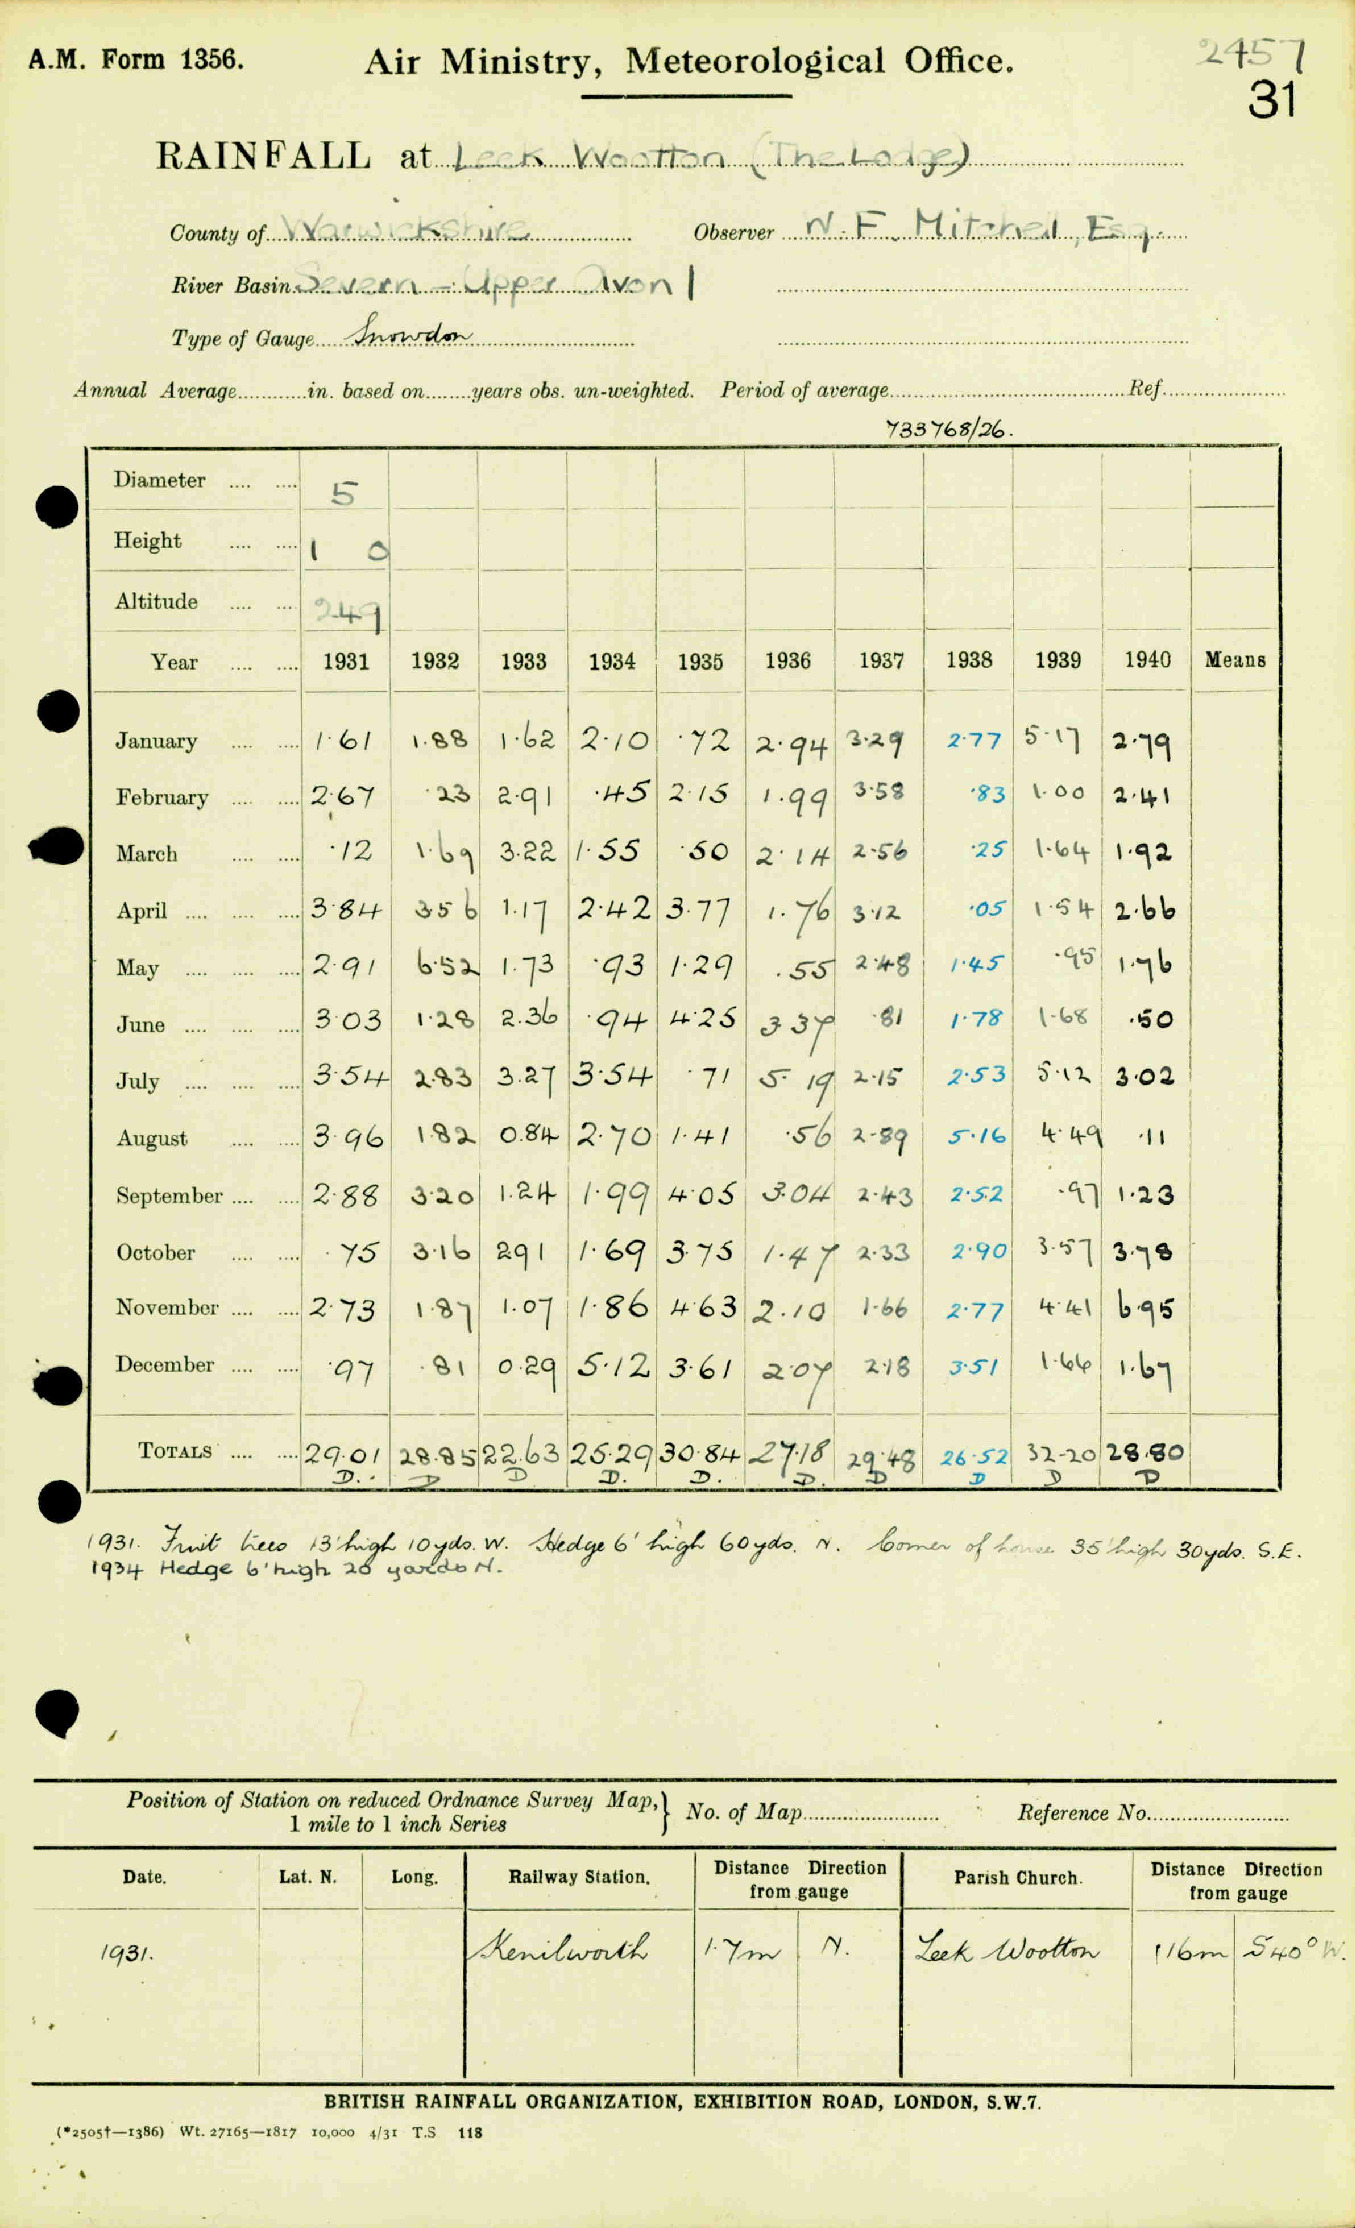 A.M. Form 1356. Air Ministry, Meteorological Office. 2457
31
RAINFALL at Leek Wootton (The Lodge)
County of Warwickshire Observer N. F. Mitchell, Esq.
River Basin Severn - Upper Avon 1
Type of Gauge Snowdon
Annual Average in. based on years obs. un-weighted. Period of average Ref.
733768/26.
Diameter 5
Height 1 0
Altitude 249
Year 1931 1932 1933 1934 1935 1936 1937 1938 1939 1940 Means
January 1.61 1.88 1.62 2.10 .72 2.94 3.29 2.77 5.17 2.79
February 2.67 .23 2.91 .45 2.15 1.99 3.58 .83 1.00 2.41
March .12 1.69 3.22 1.55 .50 2.14 2.56 .25 1.64 1.92
April 3.84 3.56 1.17 2.42 3.77 1.76 3.12 .05 1.54 2.66
May 2.91 6.52 1.73 .93 1.29 .55 2.48 1.45 .95 1.76
June 3.03 1.28 2.36 .94 4.25 3.37 .81 1.78 1.68 .50
July 3.54 2.83 3.27 3.54 .71 5.19 2.15 2.53 5.12 3.02
August 3.96 1.82 0.84 2.70 1.41 .56 2.89 5.16 4.49 .11
September 2.88 3.20 1.24 1.99 4.05 3.04 2.43 2.52 .97 1.23
October .75 3.16 2.91 1.69 3.75 1.47 2.33 2.90 3.57 3.78
November 2.73 1.87 1.07 1.86 4.63 2.10 1.66 2.77 4.41 6.95
December .97 .81 0.29 5.12 3.61 2.07 2.18 3.51 1.66 1.67
TOTALS 29.01 28.85 22.63 25.29 30.84 27.18 29.48 26.52 32.20 28.80
D. D D D. D. D. D D D D
1931. Fruit trees 13' high 10yds. W. Hedge 6' high 60yds. N. Corner of house 35' high 30yds. S.E.
1934 Hedge 6' high 20 yards N.
Position of Station on reduced Ordnance Survey Map, 1 mile to 1 inch Series } No. of Map Reference No.
Date. Lat. N. Long. Railway Station. Distance Direction from gauge Parish Church. Distance Direction from gauge
1931. Kenilworth 1.7m N. Leek Wootton 116m S40°W.
BRITISH RAINFALL ORGANIZATION, EXHIBITION ROAD, LONDON, S.W.7.
(*2505†—1386) Wt. 27165—1817 10,000 4/31 T.S 118